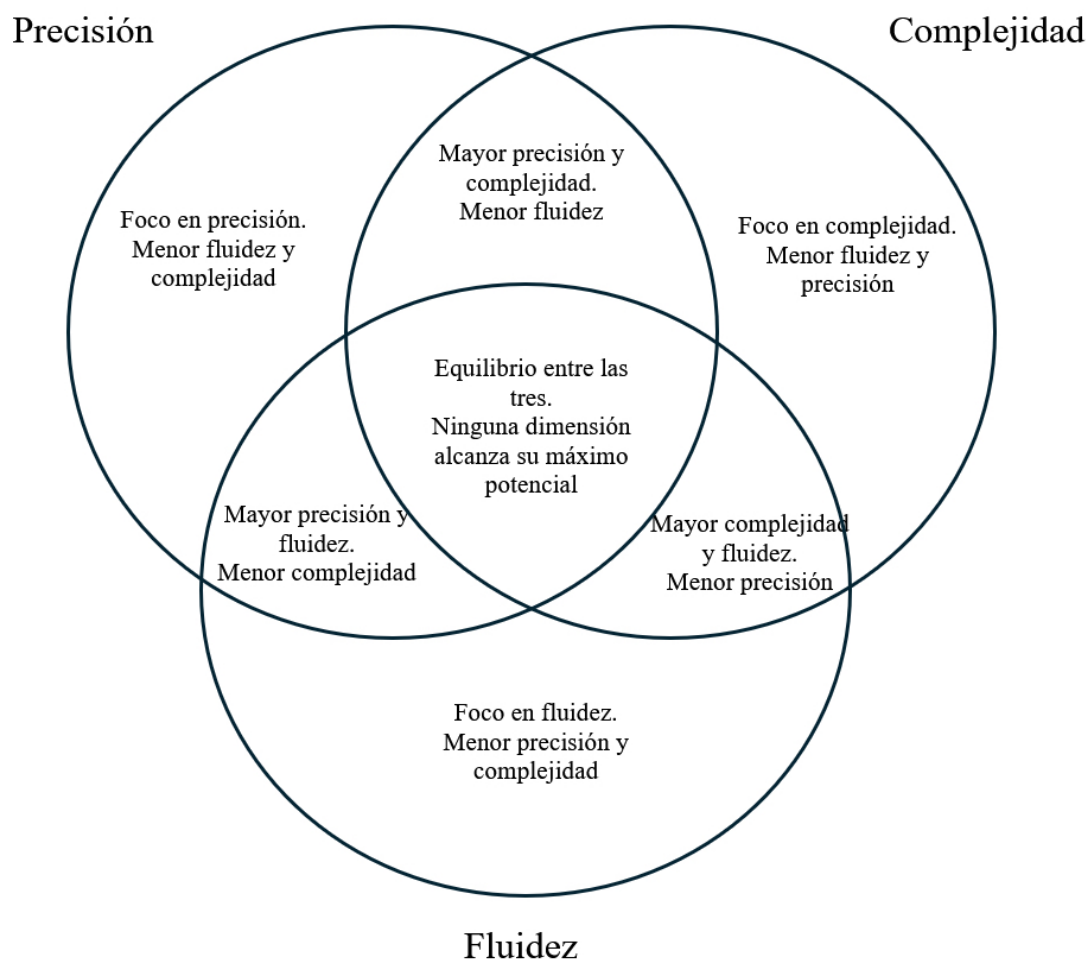 Precisión
Complejidad
Mayor precisión y
complejidad.
Menor fluidez
Foco en precisión.
Menor fluidez y
complejidad
Foco en complejidad.
Menor fluidez y
precisión
Equilibrio entre las
tres.
Ninguna dimensión
alcanza su máximo
potencial
Mayor precisión y
fluidez.
Menor complejidad
Mayor complejidad
y fluidez.
Menor precisión
Foco en fluidez.
Menor precisión y
complejidad
Fluidez